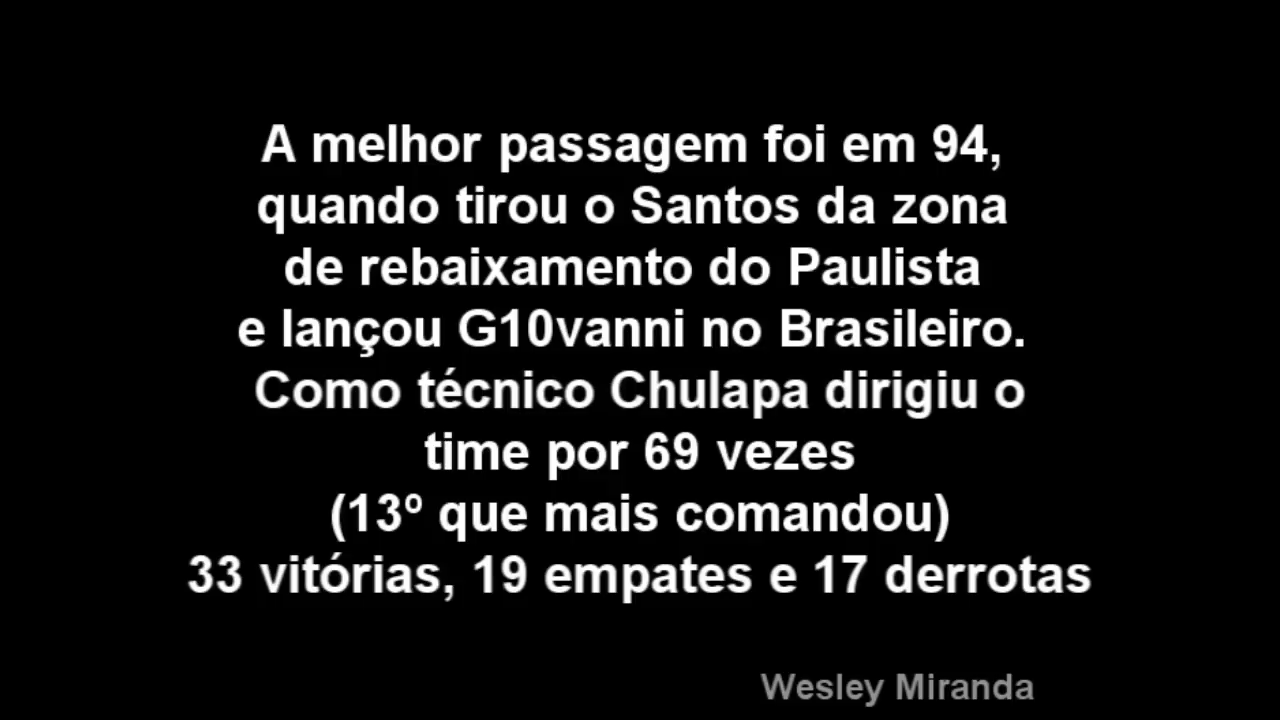 A melhor passagem foi em 94,
quando tirou o Santos da zona
de rebaixamento do Paulista
e lançou G10vanni no Brasileiro.
Como técnico Chulapa dirigiu o
time por 69 vezes
(13º que mais comandou)
33 vitórias, 19 empates e 17 derrotas
Wesley Miranda